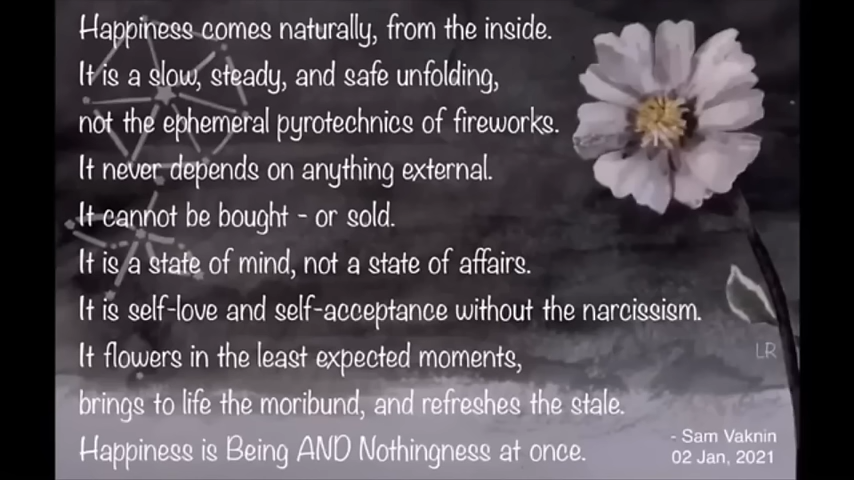 Happiness comes naturally, from the inside.
It is a slow, steady, and safe unfolding,
not the ephemeral pyrotechnics of fireworks.
It never depends on anything external.
It cannot be bought - or sold.
It is a state of mind, not a state of affairs.
It is self-love and self-acceptance without the narcissism.
It flowers in the least expected moments,
brings to life the moribund, and refreshes the stale.
Happiness is Being AND Nothingness at once.
LR
- Sam Vaknin
02 Jan, 2021